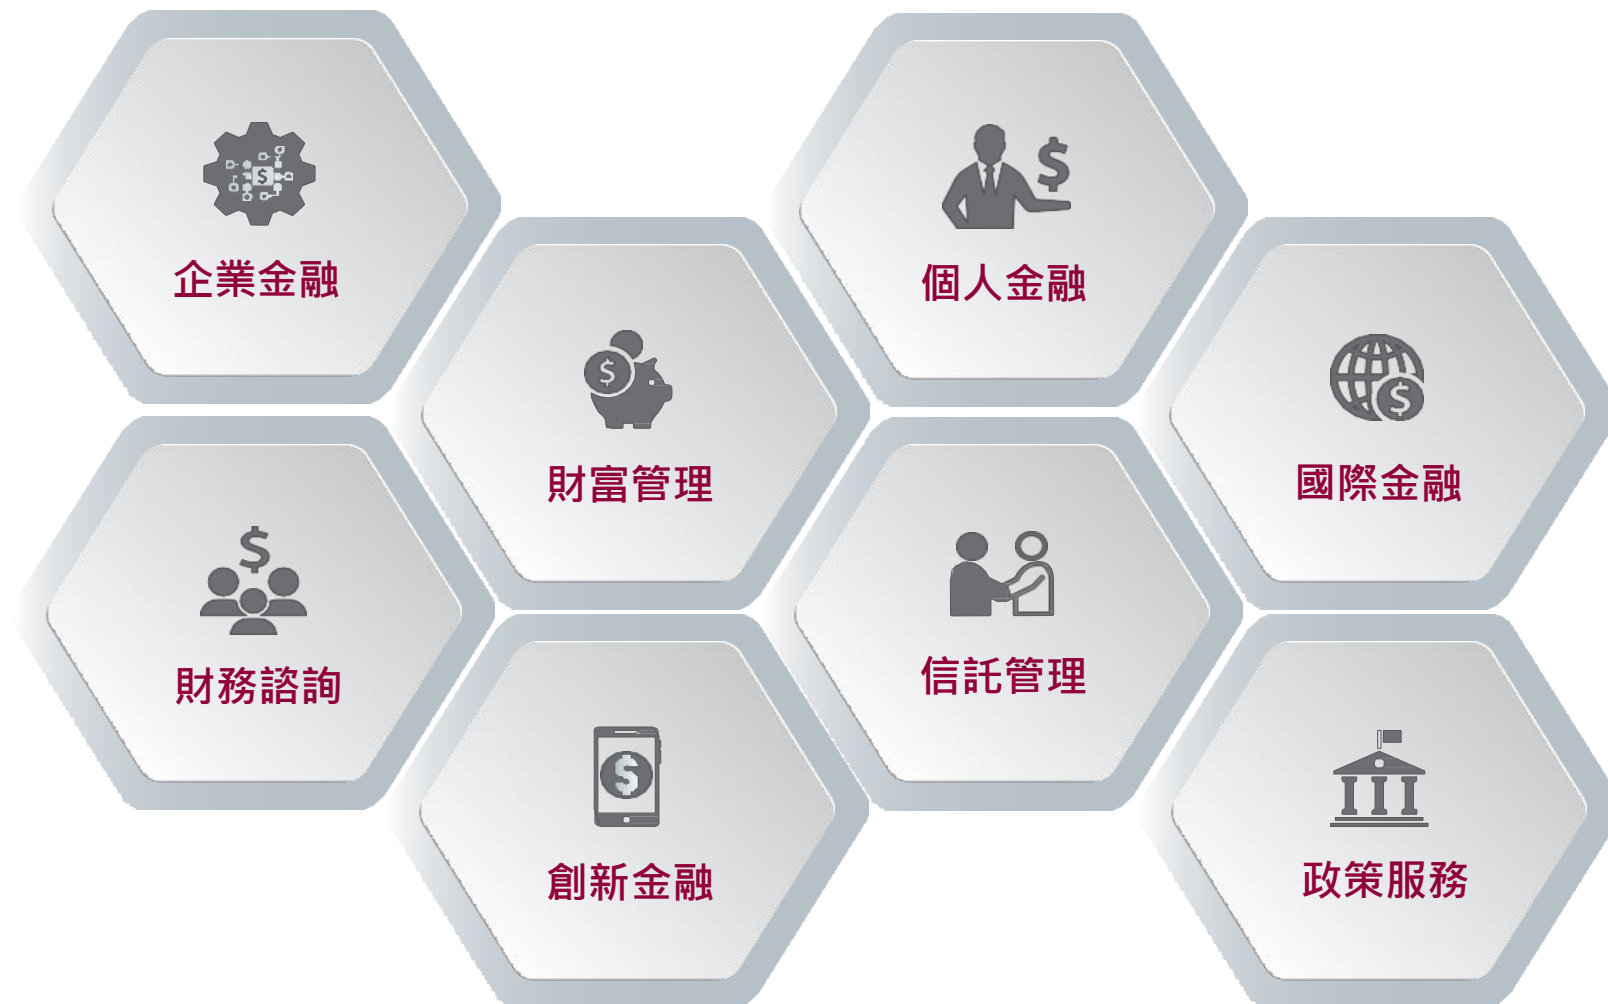 企業金融
個人金融
財富管理
國際金融
財務諮詢
信託管理
創新金融
政策服務